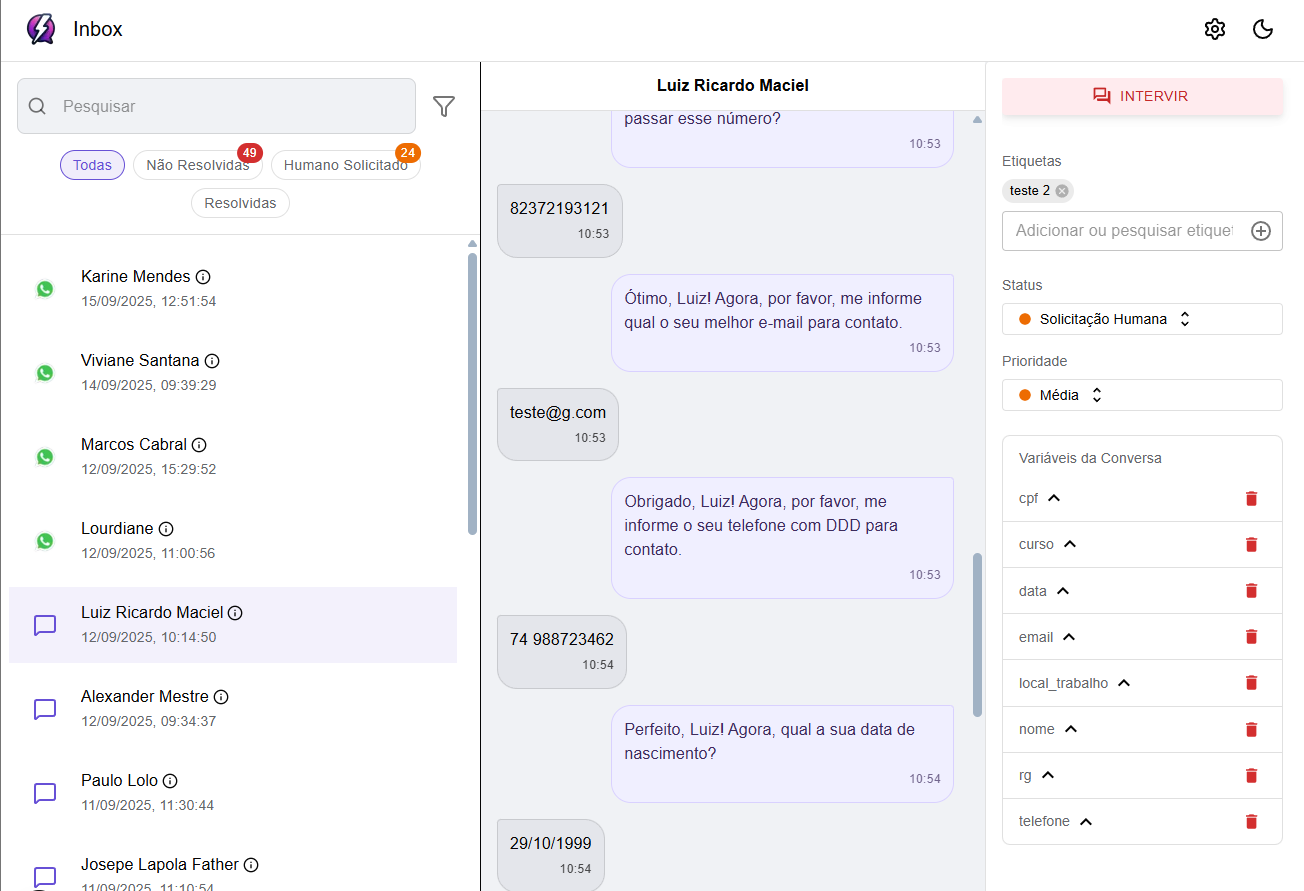 Inbox
Pesquisar
Todas
Não Resolvidas
49
Humano Solicitado
24
Resolvidas
Karine Mendes
15/09/2025, 12:51:54
Viviane Santana
14/09/2025, 09:39:29
Marcos Cabral
12/09/2025, 15:29:52
Lourdiane
12/09/2025, 11:00:56
Luiz Ricardo Maciel
12/09/2025, 10:14:50
Alexander Mestre
12/09/2025, 09:34:37
Paulo Lolo
11/09/2025, 11:30:44
Josepe Lapola Father
11/09/2025, 11:10:54
Luiz Ricardo Maciel
passar esse número?
10:53
82372193121
10:53
Ótimo, Luiz! Agora, por favor, me informe
qual o seu melhor e-mail para contato.
10:53
teste@g.com
10:53
Obrigado, Luiz! Agora, por favor, me
informe o seu telefone com DDD para
contato.
10:53
74 988723462
10:54
Perfeito, Luiz! Agora, qual a sua data de
nascimento?
10:54
29/10/1999
10:54
INTERVIR
Etiquetas
teste 2
Adicionar ou pesquisar etique
Status
Solicitação Humana
Prioridade
Média
Variáveis da Conversa
cpf
curso
data
email
local_trabalho
nome
rg
telefone